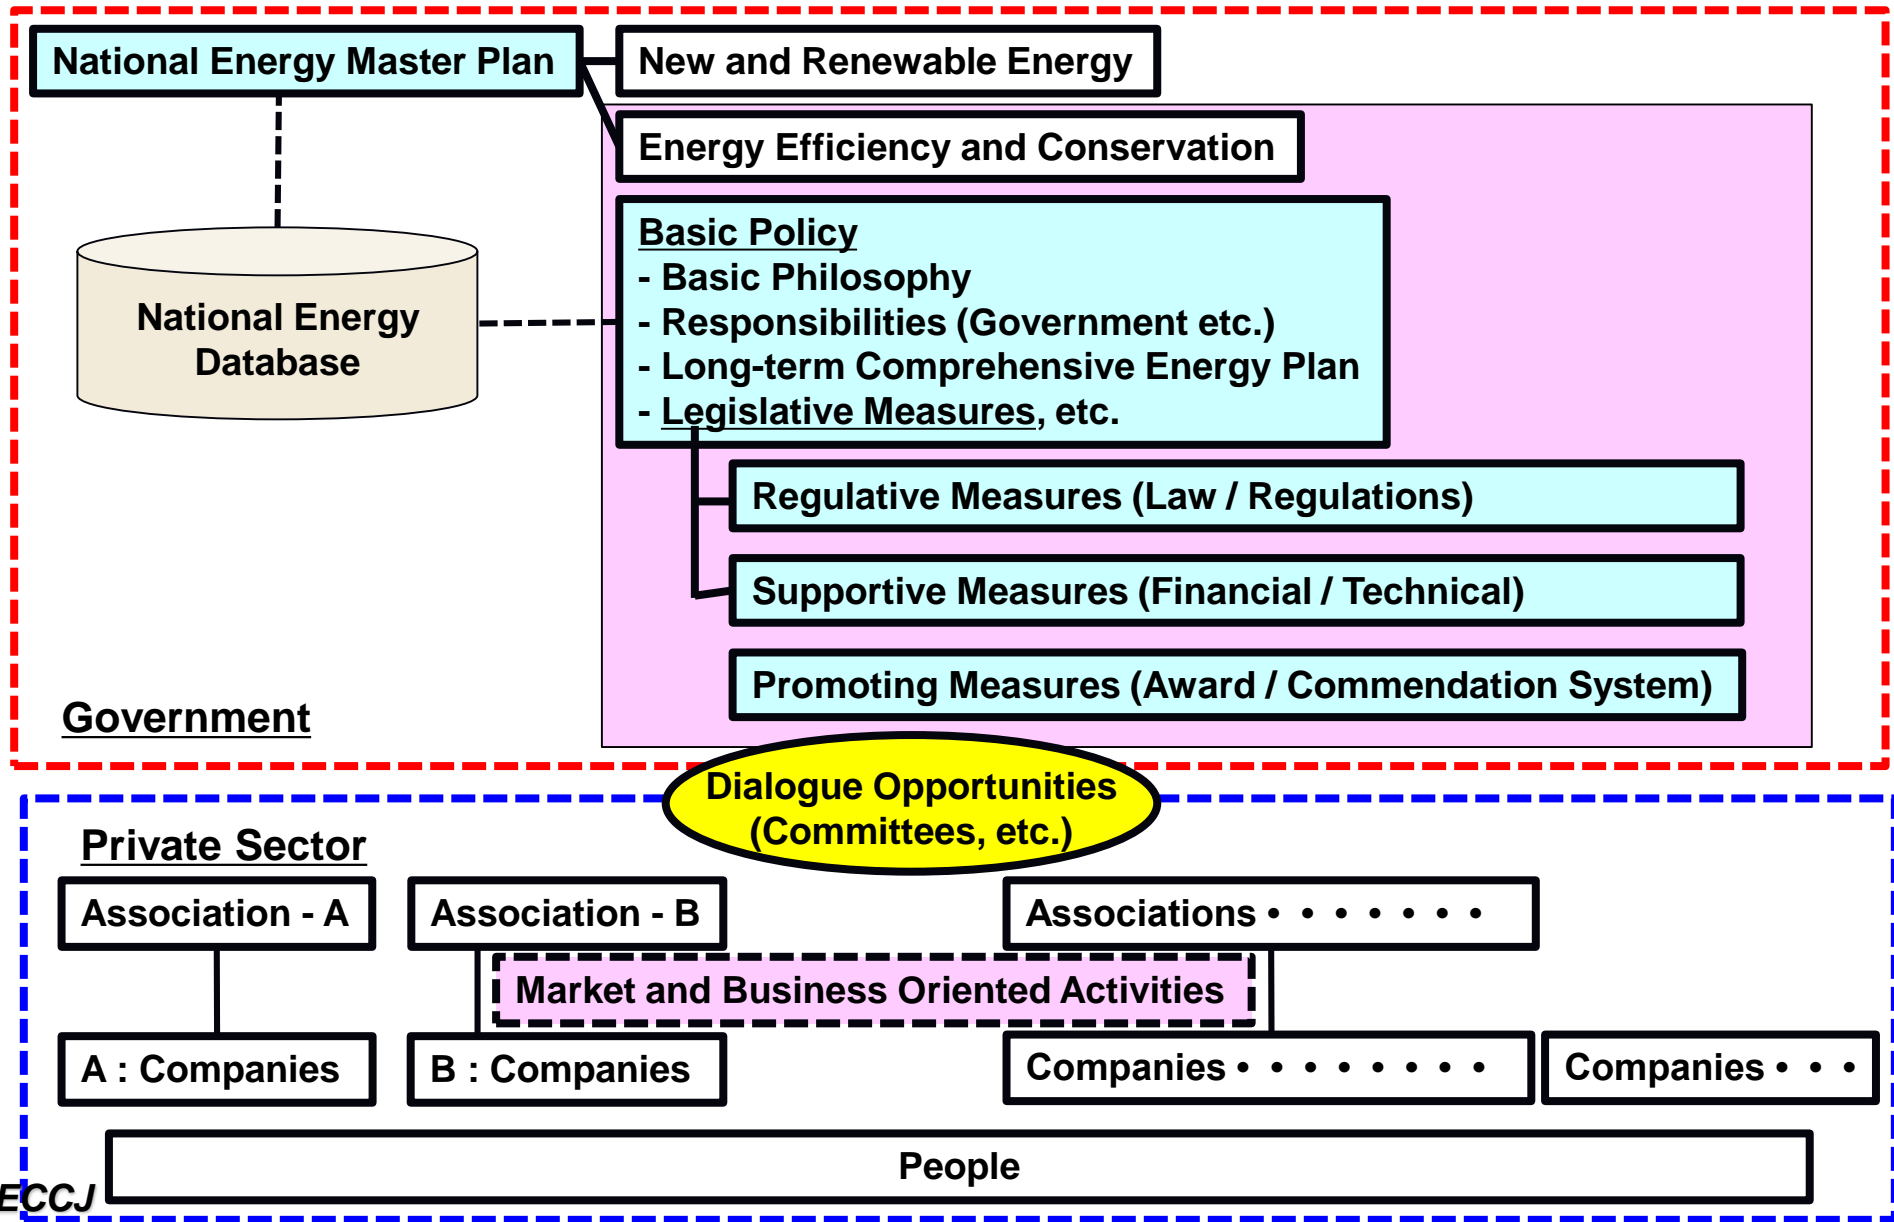 National Energy Master Plan
New and Renewable Energy
Energy Efficiency and Conservation
Basic Policy
- Basic Philosophy
- Responsibilities (Government etc.)
- Long-term Comprehensive Energy Plan
- Legislative Measures, etc.
National Energy
Database
Regulative Measures (Law / Regulations)
Supportive Measures (Financial / Technical)
Promoting Measures (Award / Commendation System)
Government
Dialogue Opportunities
(Committees, etc.)
Private Sector
Association - A
Association - B
Associations・・・・・・・
Market and Business Oriented Activities
A : Companies
B : Companies
Companies・・・・・・・・
Companies・・・
People
ECCJ